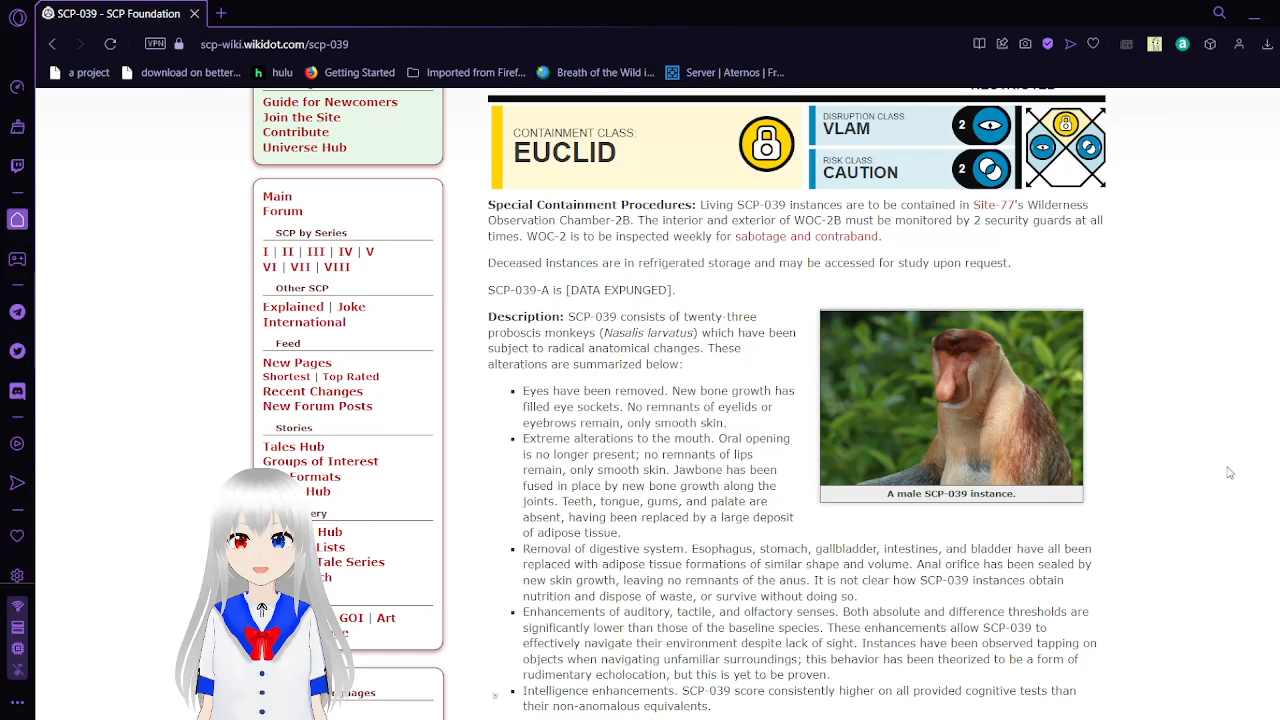 SCP-039 - SCP Foundation
VPN
scp-wiki.wikidot.com/scp-039
a project
download on better...
hulu
Getting Started
Imported from Firef...
Breath of the Wild i...
Server | Aternos | Fr...
Guide for Newcomers
Join the Site
Contribute
Universe Hub
Main
Forum
SCP by Series
I | II | III | IV | V
VI | VII | VIII
Other SCP
Explained | Joke
International
Feed
New Pages
Shortest | Top Rated
Recent Changes
New Forum Posts
Stories
Tales Hub
Groups of Interest
Formats
Hub
Hub
Lists
Tale Series
GOI | Art
CONTAINMENT CLASS:
EUCLID
DISRUPTION CLASS:
VLAM
2
RISK CLASS:
CAUTION
2
Special Containment Procedures: Living SCP-039 instances are to be contained in Site-77's Wilderness
Observation Chamber-2B. The interior and exterior of WOC-2B must be monitored by 2 security guards at all
times. WOC-2 is to be inspected weekly for sabotage and contraband.
Deceased instances are in refrigerated storage and may be accessed for study upon request.
SCP-039-A is [DATA EXPUNGED].
Description: SCP-039 consists of twenty-three
proboscis monkeys (Nasalis larvatus) which have been
subject to radical anatomical changes. These
alterations are summarized below:
Eyes have been removed. New bone growth has
filled eye sockets. No remnants of eyelids or
eyebrows remain, only smooth skin.
Extreme alterations to the mouth. Oral opening
is no longer present; no remnants of lips
remain, only smooth skin. Jawbone has been
fused in place by new bone growth along the
joints. Teeth, tongue, gums, and palate are
absent, having been replaced by a large deposit
of adipose tissue.
A male SCP-039 instance.
Removal of digestive system. Esophagus, stomach, gallbladder, intestines, and bladder have all been
replaced with adipose tissue formations of similar shape and volume. Anal orifice has been sealed by
new skin growth, leaving no remnants of the anus. It is not clear how SCP-039 instances obtain
nutrition and dispose of waste, or survive without doing so.
Enhancements of auditory, tactile, and olfactory senses. Both absolute and difference thresholds are
significantly lower than those of the baseline species. These enhancements allow SCP-039 to
effectively navigate their environment despite lack of sight. Instances have been observed tapping on
objects when navigating unfamiliar surroundings; this behavior has been theorized to be a form of
rudimentary echolocation, but this is yet to be proven.
Intelligence enhancements. SCP-039 score consistently higher on all provided cognitive tests than
their non-anomalous equivalents.